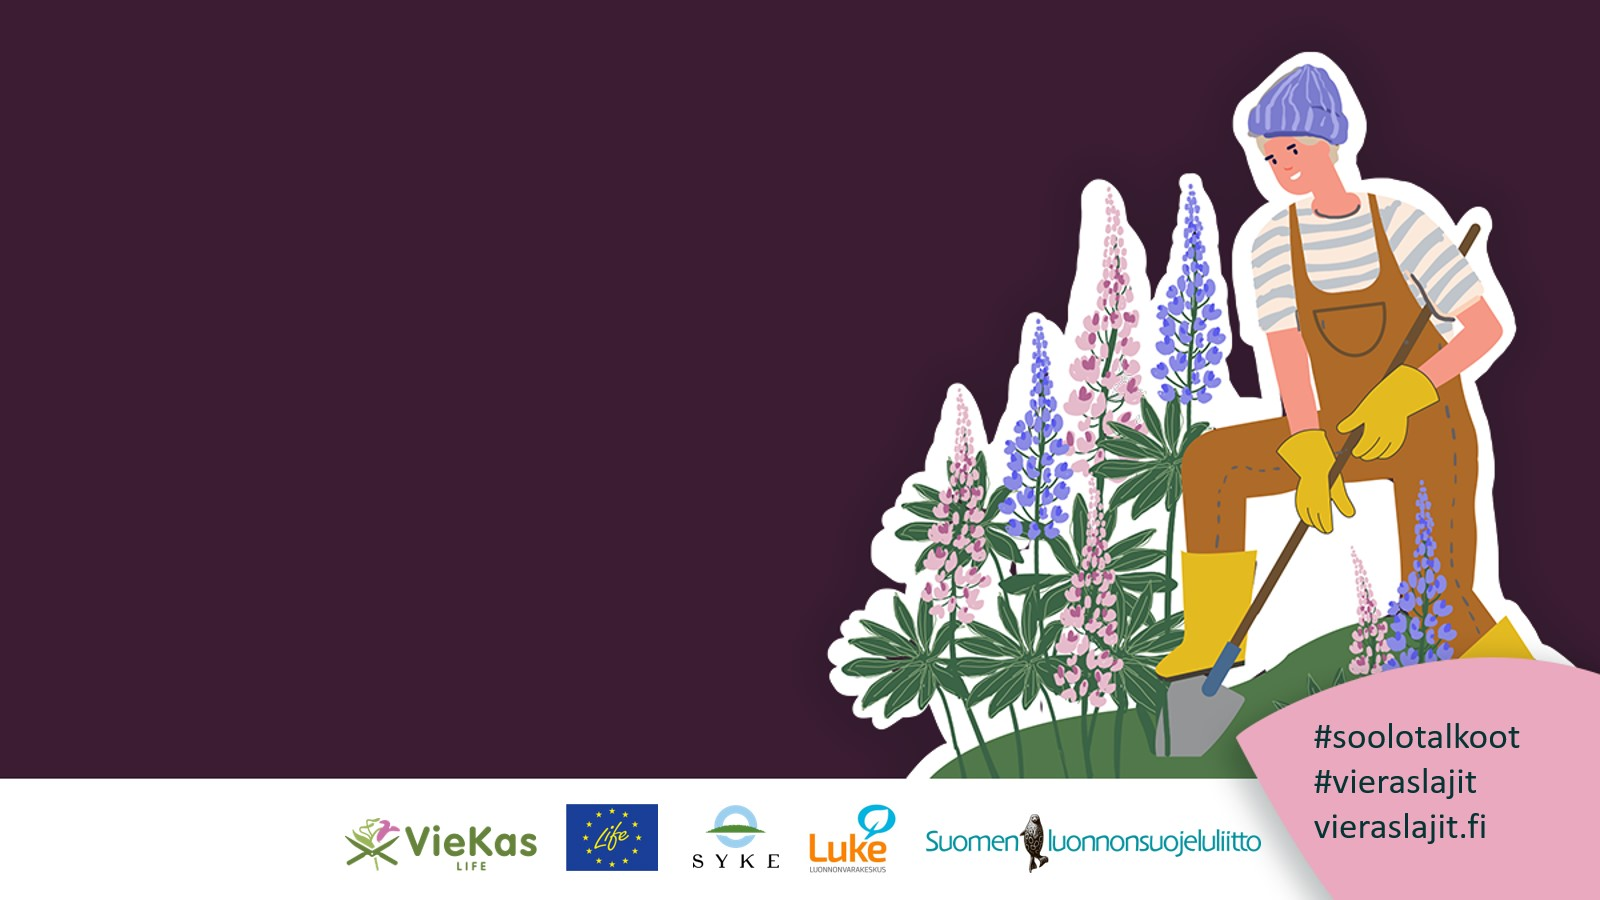 #soolotalkoot
#vieraslajit
vieraslajit.fi
VieKas
LIFE
Life
SYKE
Luke
LUONNONVARAKESKUS
Suomen luonnonsuojeluliitto